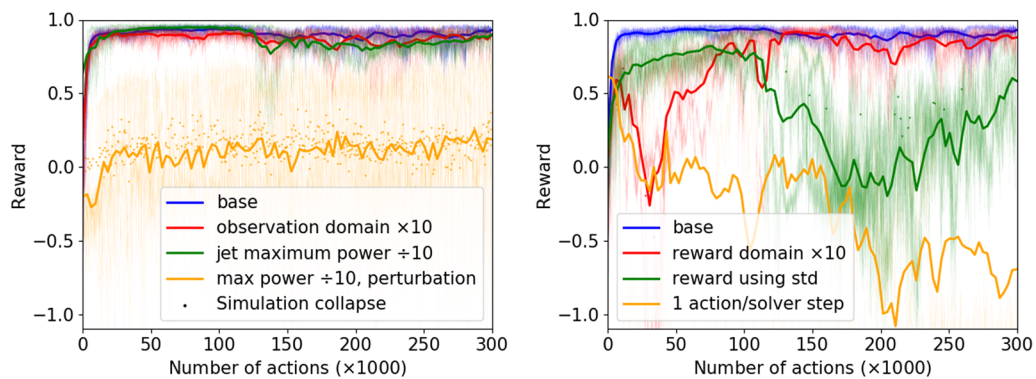 1.0
0.5
0.0
−0.5
−1.0
Reward
base
observation domain ×10
jet maximum power ÷10
max power ÷10, perturbation
Simulation collapse
0 50 100 150 200 250 300
Number of actions (×1000)
1.0
0.5
0.0
−0.5
−1.0
Reward
base
reward domain ×10
reward using std
1 action/solver step
0 50 100 150 200 250 300
Number of actions (×1000)